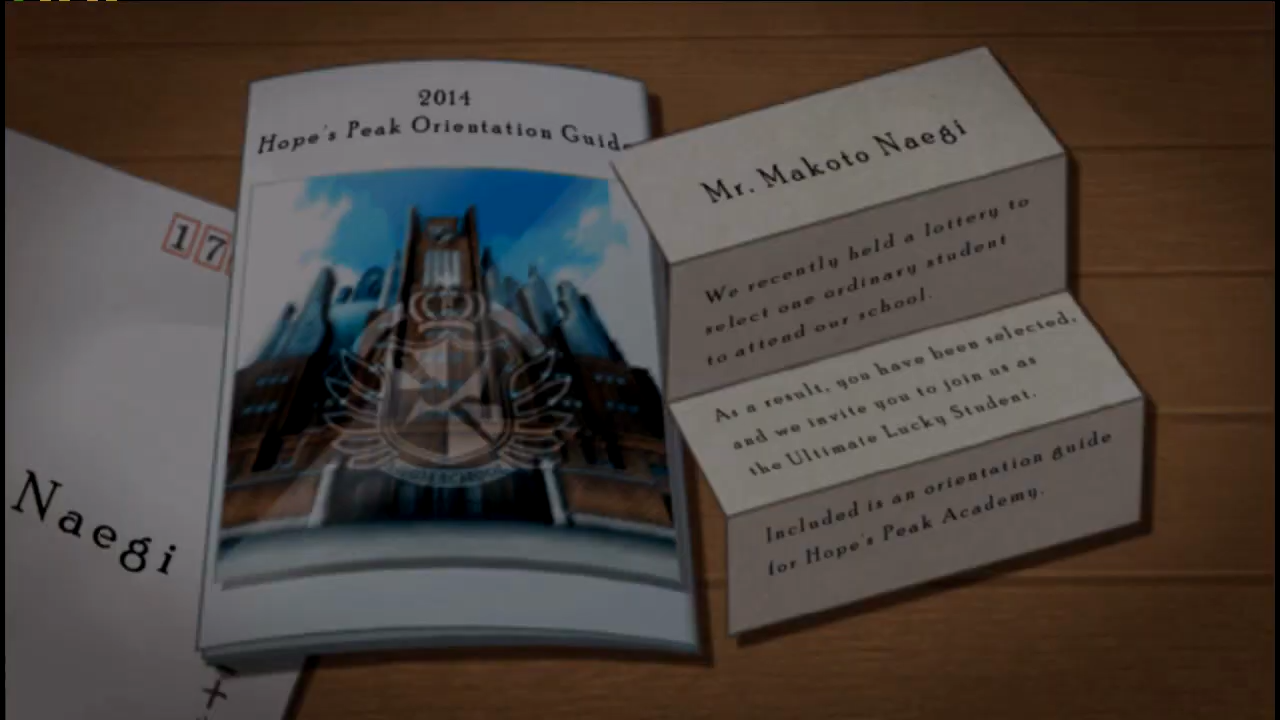 2014
Hope's Peak Orientation Guide
17
Naegi
Mr. Makoto Naegi
We recently held a lottery to
select one ordinary student
to attend our school.
As a result, you have been selected,
and we invite you to join us as
the Ultimate Lucky Student.
Included is an orientation guide
for Hope's Peak Academy.